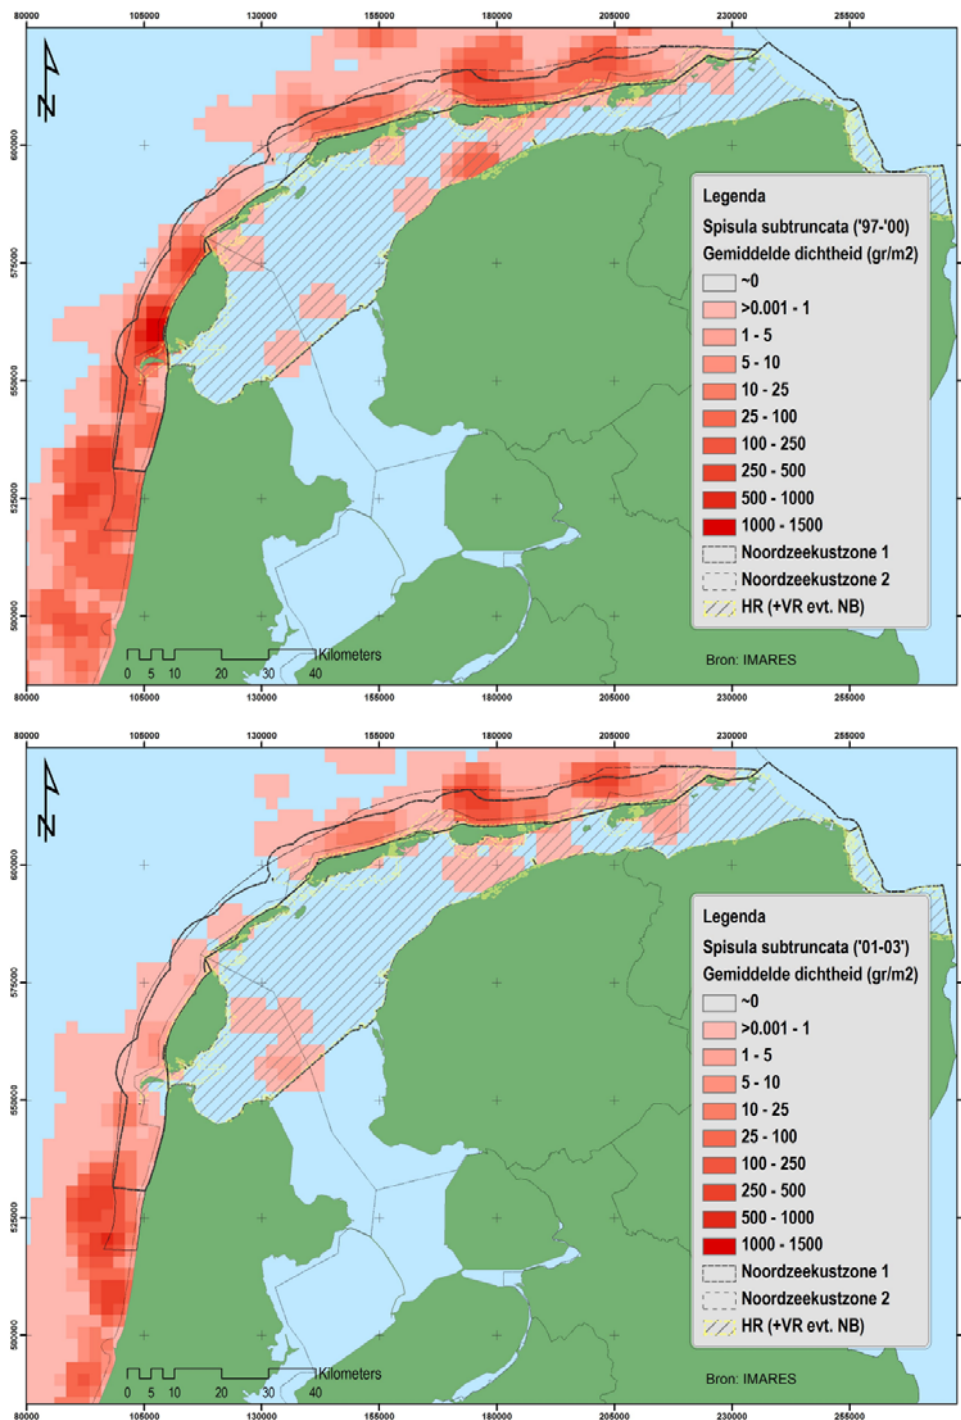 80000 105000 130000 155000 180000 205000 230000 255000
600000
575000
550000
525000
500000
N
Legenda
Spisula subtruncata ('97-'00)
Gemiddelde dichtheid (gr/m2)
~0
>0.001 - 1
1 - 5
5 - 10
10 - 25
25 - 100
100 - 250
250 - 500
500 - 1000
1000 - 1500
Noordzeekustzone 1
Noordzeekustzone 2
HR (+VR evt. NB)
Kilometers
0 5 10 20 30 40
Bron: IMARES
80000 105000 130000 155000 180000 205000 230000 255000
80000 105000 130000 155000 180000 205000 230000 255000
600000
575000
550000
525000
500000
N
Legenda
Spisula subtruncata ('01-03')
Gemiddelde dichtheid (gr/m2)
~0
>0.001 - 1
1 - 5
5 - 10
10 - 25
25 - 100
100 - 250
250 - 500
500 - 1000
1000 - 1500
Noordzeekustzone 1
Noordzeekustzone 2
HR (+VR evt. NB)
Kilometers
0 5 10 20 30 40
Bron: IMARES
80000 105000 130000 155000 180000 205000 230000 255000